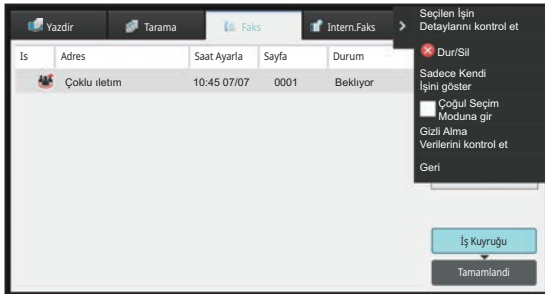 Yazdir
Tarama
Faks
Intern.Faks
Is
Adres
Saat Ayarla
Sayfa
Durum
Çoklu ıletım
10:45 07/07
0001
Beklıyor
Seçilen İşin
Detaylarını kontrol et
Dur/Sil
Sadece Kendi
İşini göster
Çoğul Seçim
Moduna gir
Gizli Alma
Verilerini kontrol et
Geri
İş Kuyruğu
Tamamlandi